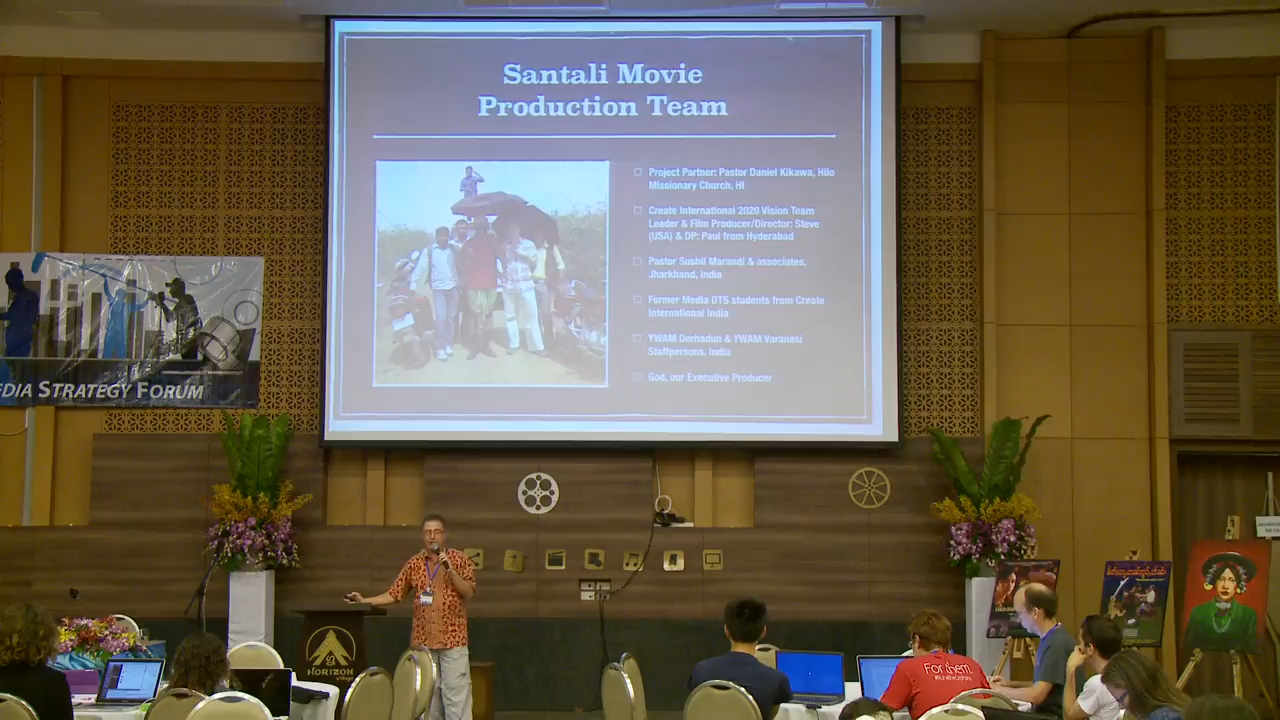 Santali Movie
Production Team
Project Partner: Pastor Daniel Kikawa, Hilo
Missionary Church, HI
Create International 2020 Vision Team
Leader & Film Producer/Director: Steve
(USA) & DP: Paul from Hyderabad
Pastor Sushil Marandi & associates,
Jharkhand, India
Former Media DTS students from Create
International India
YWAM Derhadun & YWAM Varanasi
Staffpersons, India
God, our Executive Producer
EDIA STRATEGY FORUM
HORIZON
Village
For them